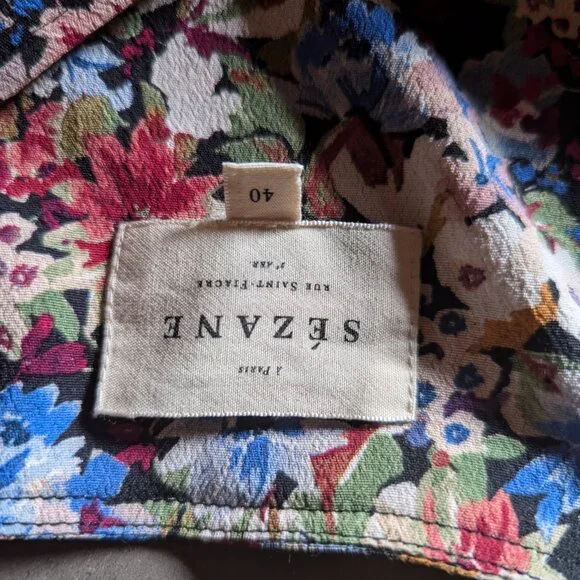 À PARIS
SÉZANE
RUE SAINT-FIACRE
2e ARR
40